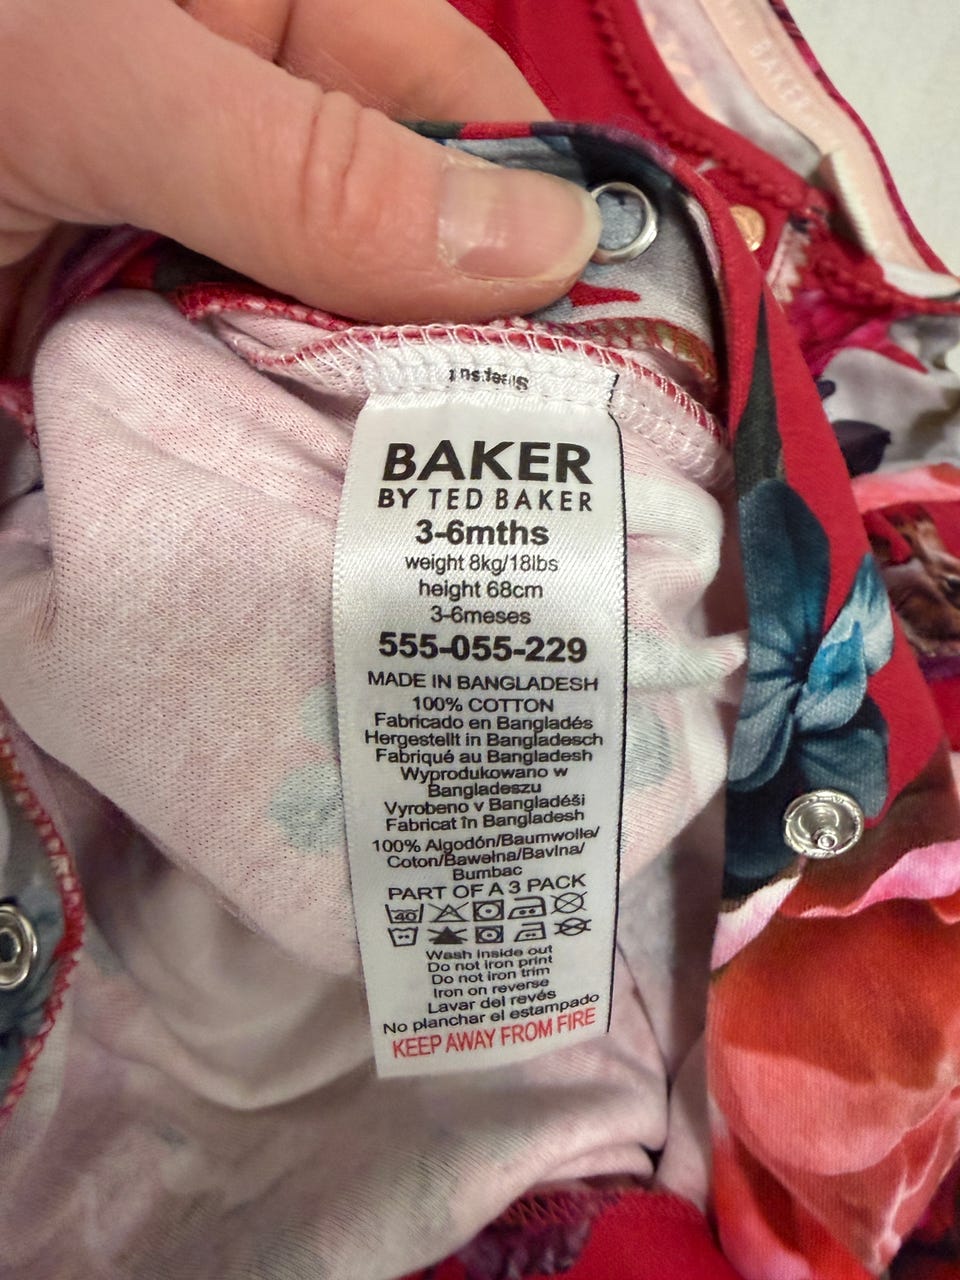 BAKER
BAKER
BY TED BAKER
3-6mths
weight 8kg/18lbs
height 68cm
3-6meses
555-055-229
MADE IN BANGLADESH
100% COTTON
Fabricado en Bangladés
Hergestellt in Bangladesch
Fabriqué au Bangladesh
Wyprodukowano w
Bangladeszu
Vyrobeno v Bangladéši
Fabricat în Bangladesh
100% Algodón/Baumwolle/
Coton/Bawełna/Bavlna/
Bumbac
PART OF A 3 PACK
40
Wash inside out
Do not iron print
Do not iron trim
Iron on reverse
Lavar del revés
No planchar el estampado
KEEP AWAY FROM FIRE